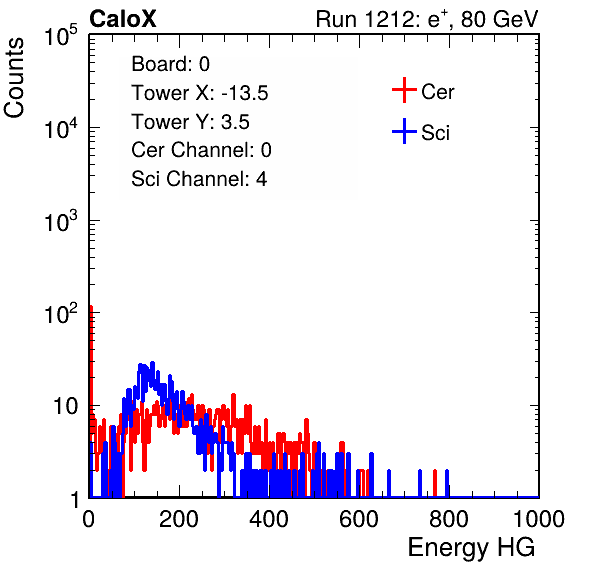 CaloX Run 1212: e⁺, 80 GeV
Counts
10⁵
10⁴
10³
10²
10
1
Board: 0
Tower X: -13.5
Tower Y: 3.5
Cer Channel: 0
Sci Channel: 4
Cer
Sci
0 200 400 600 800 1000
Energy HG